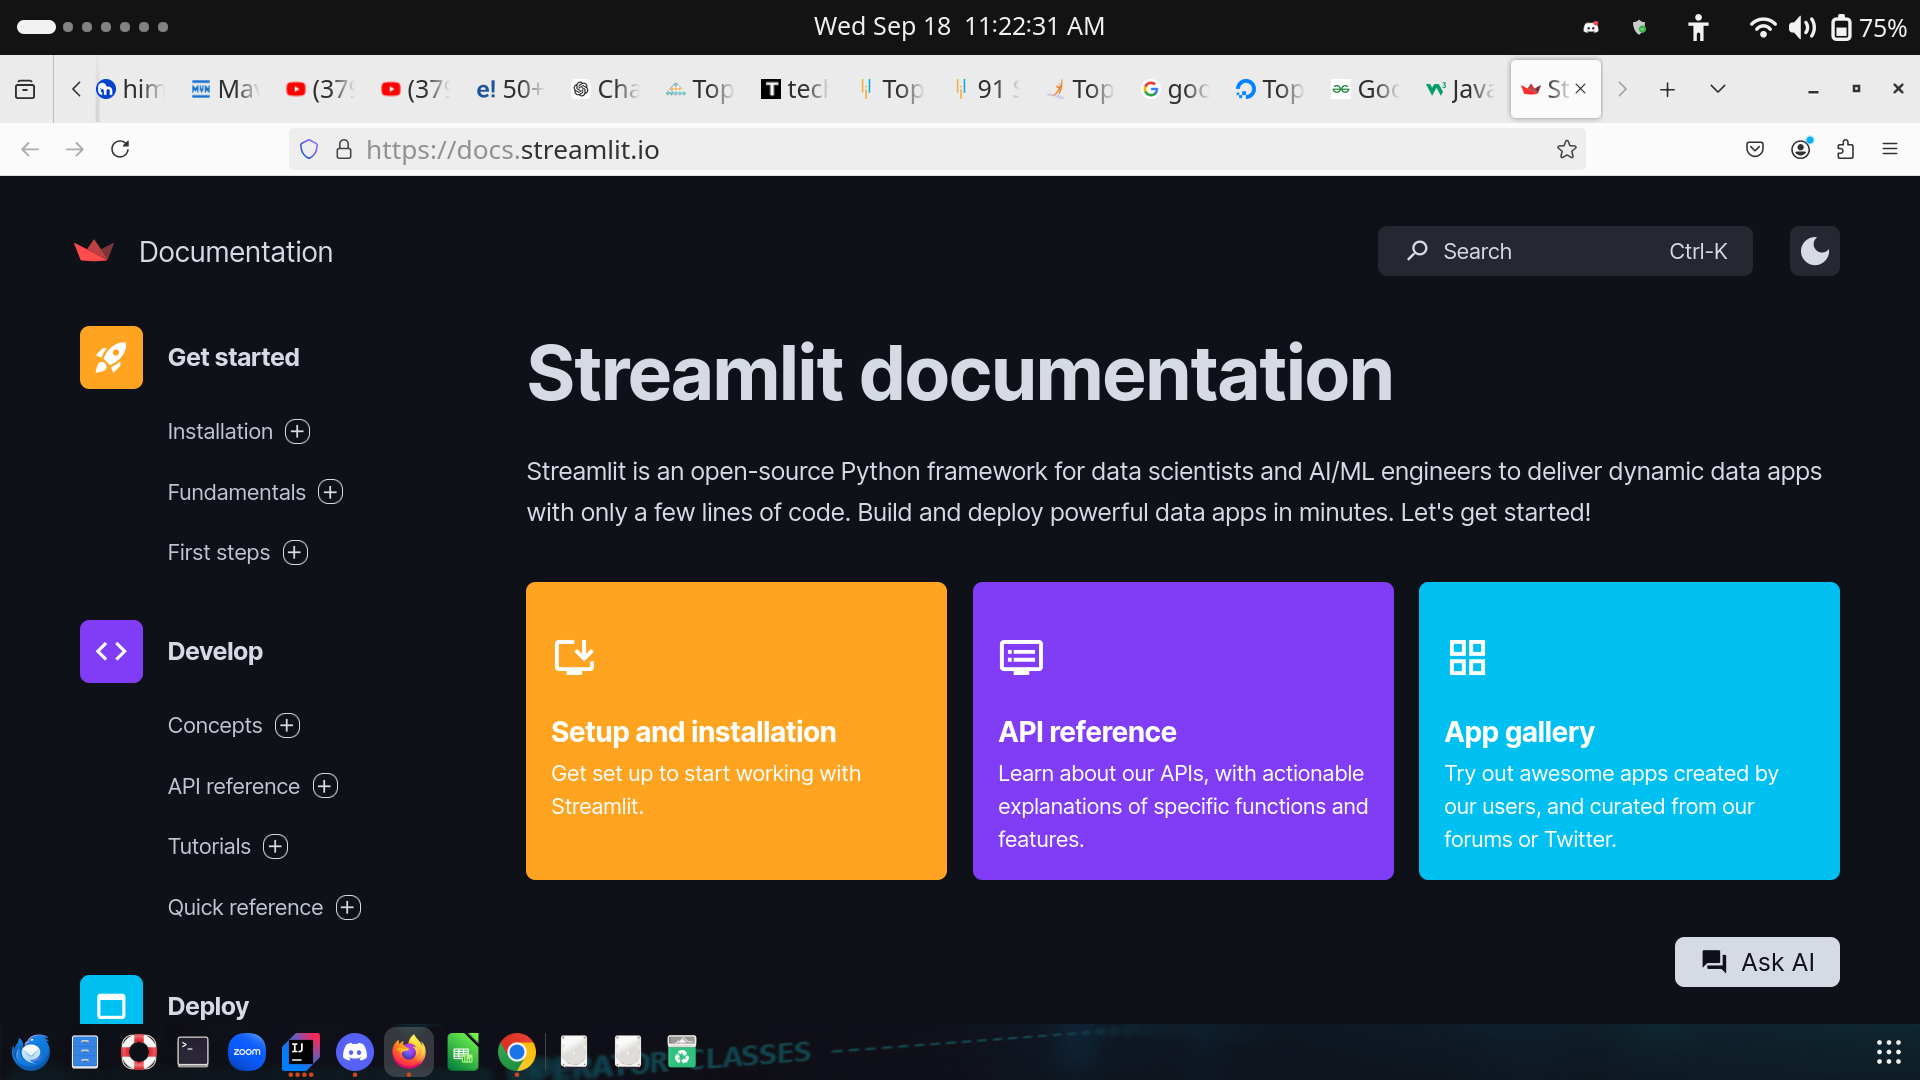 Wed Sep 18  11:22:31 AM
75%
him
(379
(379
e! 50+
Cha
Top
T tech
Top
91 S
Top
goo
Top
Goo
Java
St
https://docs.streamlit.io
Documentation
Search
Ctrl-K
Get started
Installation
Fundamentals
First steps
Develop
Concepts
API reference
Tutorials
Quick reference
Deploy
Streamlit documentation
Streamlit is an open-source Python framework for data scientists and AI/ML engineers to deliver dynamic data apps
with only a few lines of code. Build and deploy powerful data apps in minutes. Let's get started!
Setup and installation
Get set up to start working with
Streamlit.
API reference
Learn about our APIs, with actionable
explanations of specific functions and
features.
App gallery
Try out awesome apps created by
our users, and curated from our
forums or Twitter.
Ask AI
zoom
IJ
CLASSES